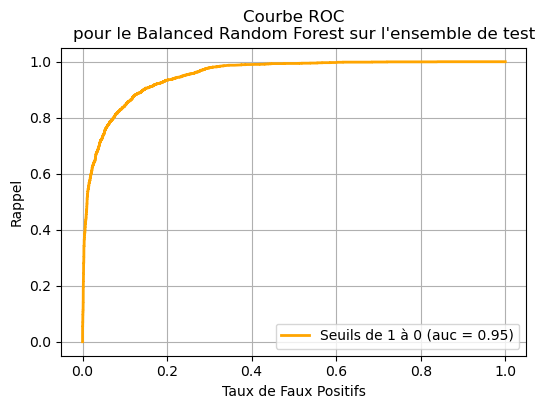 Courbe ROC
pour le Balanced Random Forest sur l'ensemble de test
Rappel
1.0
0.8
0.6
0.4
0.2
0.0
0.0 0.2 0.4 0.6 0.8 1.0
Taux de Faux Positifs
Seuils de 1 à 0 (auc = 0.95)